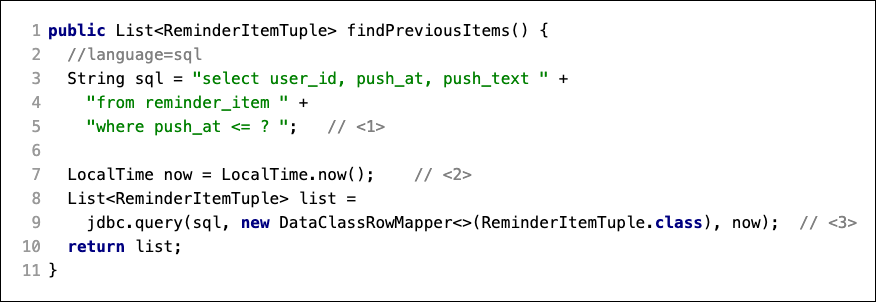 1 public List<ReminderItemTuple> findPreviousItems() {
2   //language=sql
3   String sql = "select user_id, push_at, push_text " +
4     "from reminder_item " +
5     "where push_at <= ? ";   // <1>
6
7   LocalTime now = LocalTime.now();    // <2>
8   List<ReminderItemTuple> list =
9     jdbc.query(sql, new DataClassRowMapper<>(ReminderItemTuple.class), now);  // <3>
10   return list;
11 }